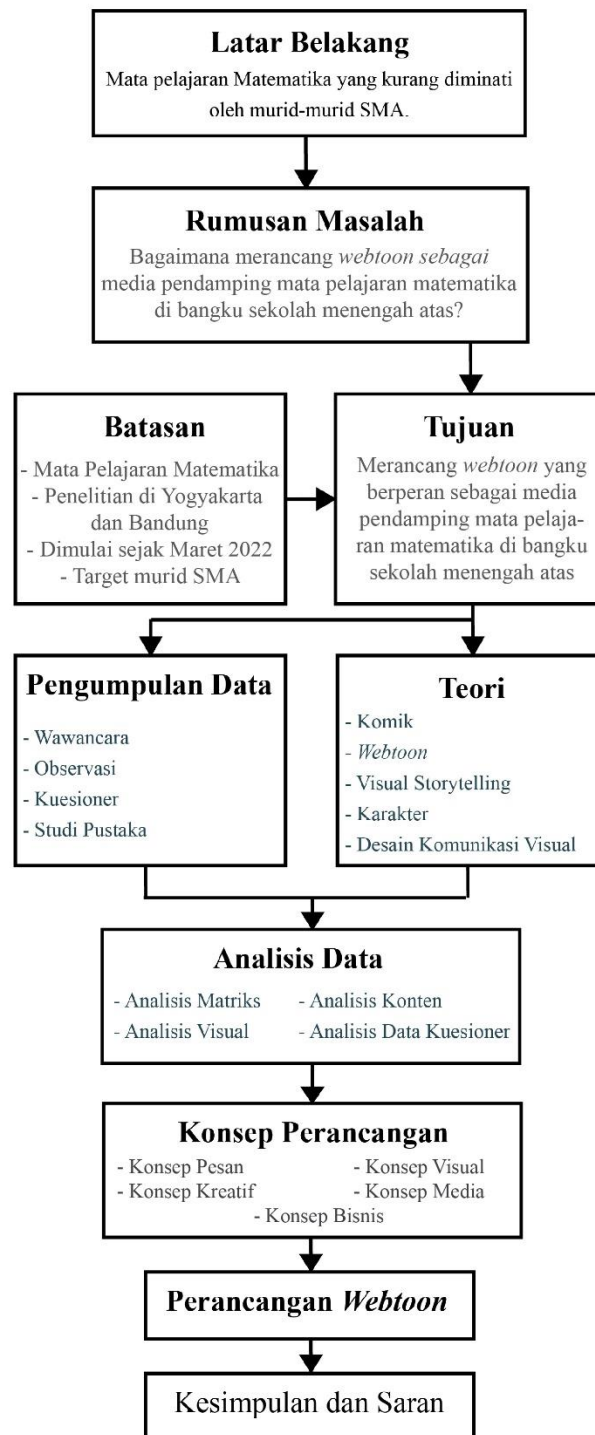 Latar Belakang
Mata pelajaran Matematika yang kurang diminati
oleh murid-murid SMA.
Rumusan Masalah
Bagaimana merancang webtoon sebagai
media pendamping mata pelajaran matematika
di bangku sekolah menengah atas?
Batasan
- Mata Pelajaran Matematika
- Penelitian di Yogyakarta
dan Bandung
- Dimulai sejak Maret 2022
- Target murid SMA
Tujuan
Merancang webtoon yang
berperan sebagai media
pendamping mata pelaja-
ran matematika di bangku
sekolah menengah atas
Pengumpulan Data
- Wawancara
- Observasi
- Kuesioner
- Studi Pustaka
Teori
- Komik
- Webtoon
- Visual Storytelling
- Karakter
- Desain Komunikasi Visual
Analisis Data
- Analisis Matriks - Analisis Konten
- Analisis Visual - Analisis Data Kuesioner
Konsep Perancangan
- Konsep Pesan - Konsep Visual
- Konsep Kreatif - Konsep Media
- Konsep Bisnis
Perancangan Webtoon
Kesimpulan dan Saran